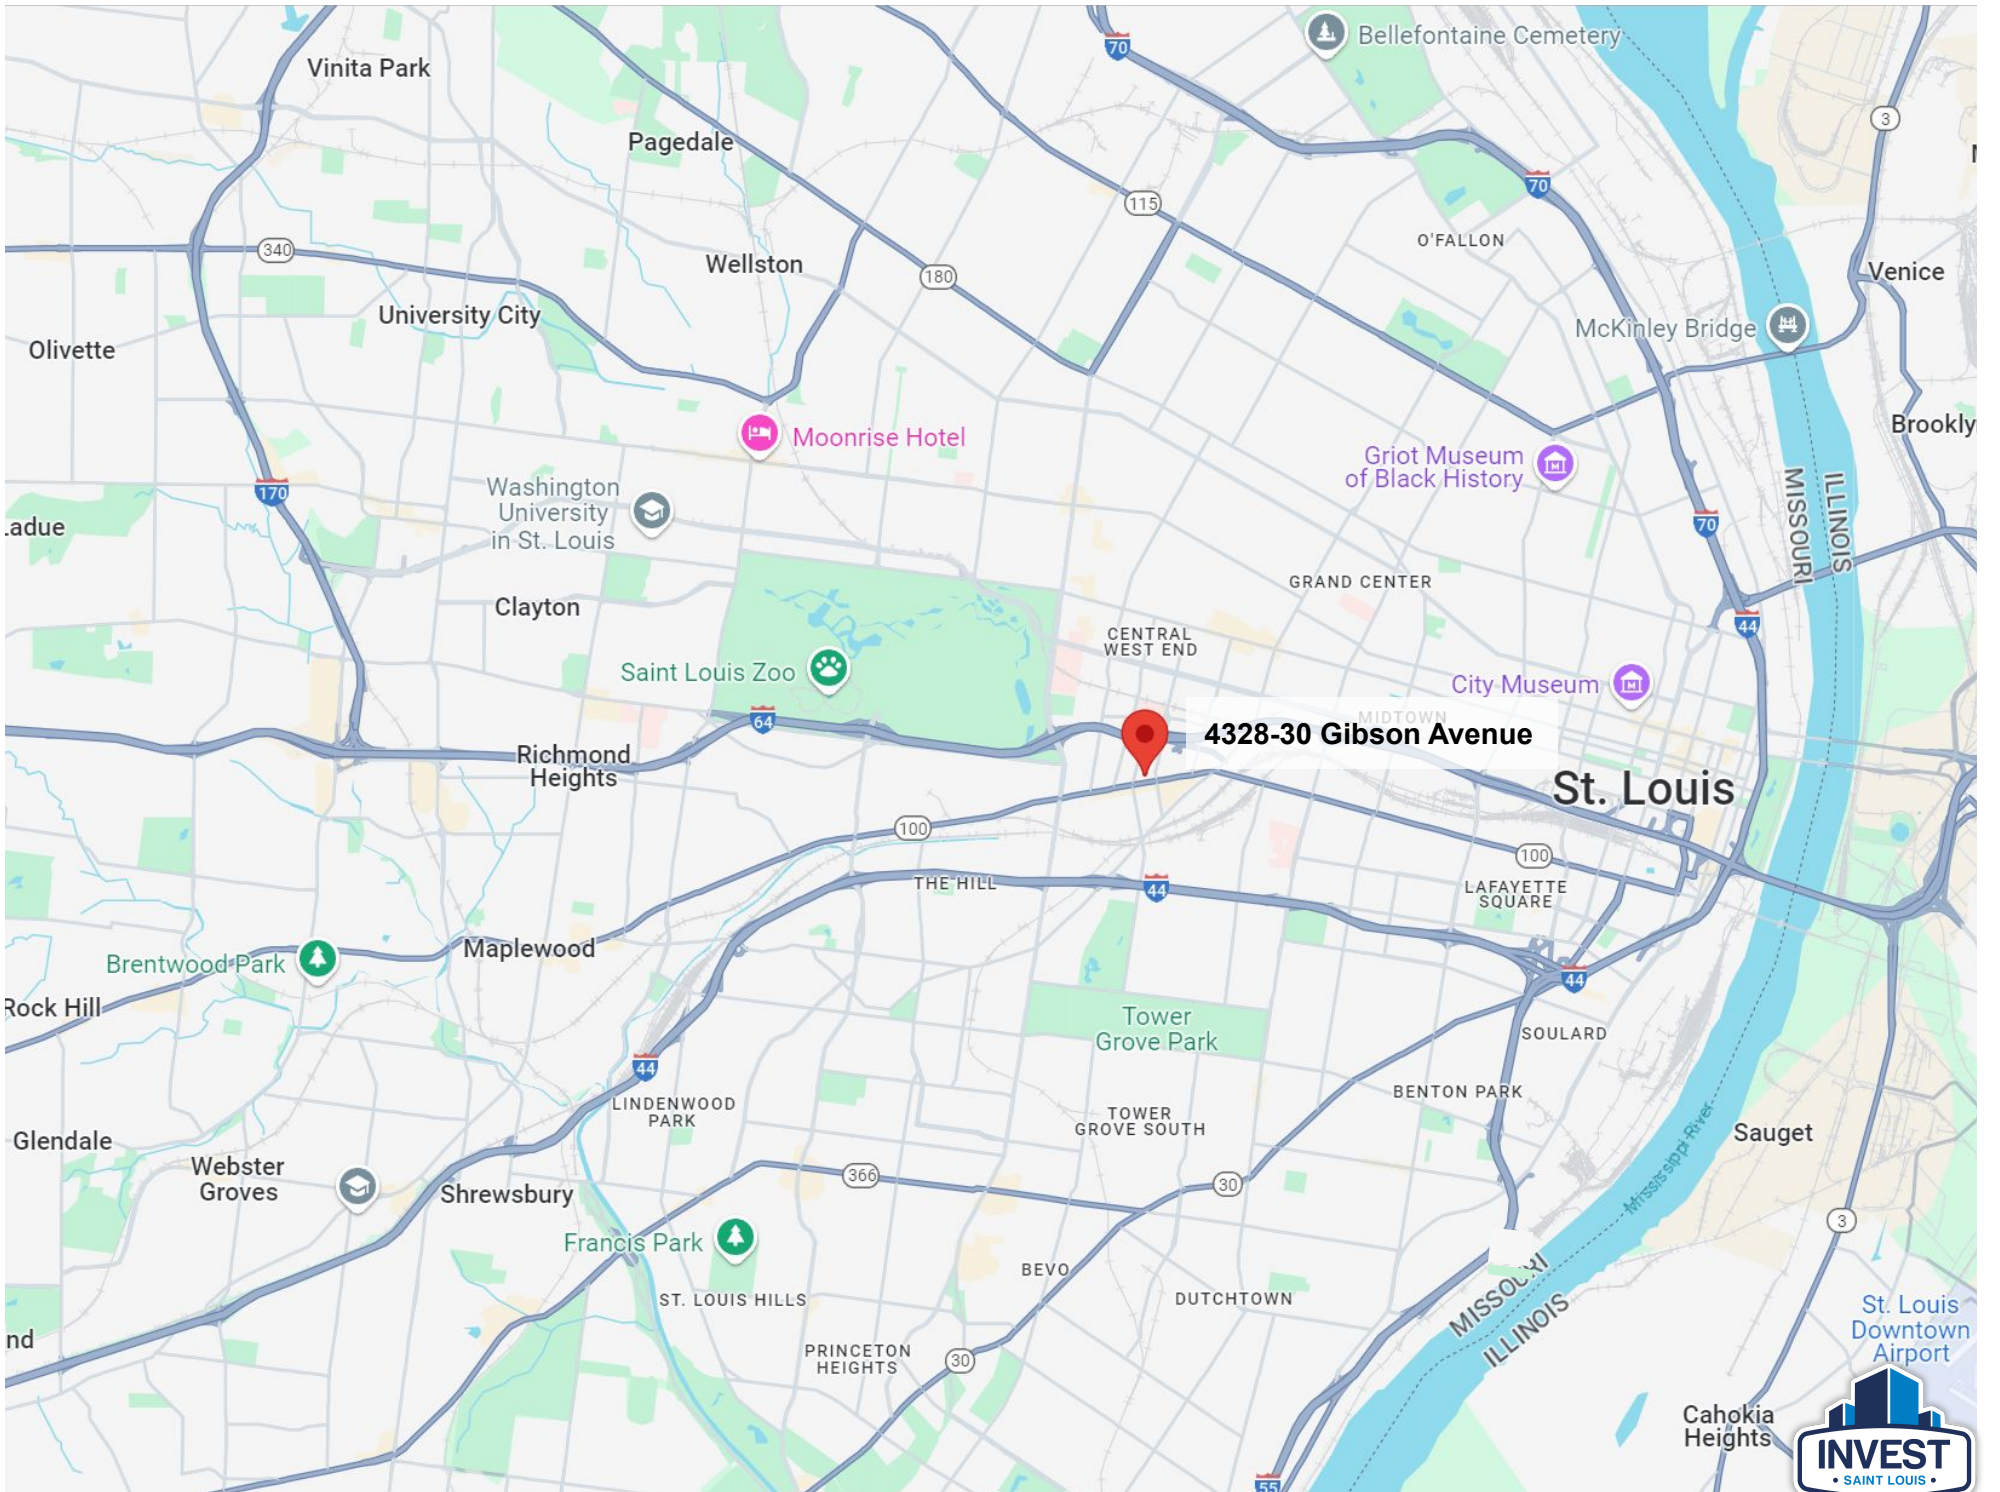 Bellefontaine Cemetery
70
Vinita Park
3
Pagedale
70
115
O'FALLON
340
Wellston
180
Venice
University City
McKinley Bridge
Olivette
Brookly
Moonrise Hotel
Griot Museum
of Black History
170
Washington
University
in St. Louis
ILLINOIS
MISSOURI
70
adue
GRAND CENTER
Clayton
44
CENTRAL
WEST END
Saint Louis Zoo
City Museum
64
MIDTOWN
4328-30 Gibson Avenue
Richmond
Heights
St. Louis
100
100
THE HILL
44
LAFAYETTE
SQUARE
Maplewood
Brentwood Park
44
Rock Hill
Tower
Grove Park
SOULARD
44
LINDENWOOD
PARK
BENTON PARK
TOWER
GROVE SOUTH
Mississippi River
Sauget
Glendale
Webster
Groves
366
30
Shrewsbury
3
Francis Park
BEVO
MISSOURI
ILLINOIS
ST. LOUIS HILLS
DUTCHTOWN
St. Louis
Downtown
Airport
nd
PRINCETON
HEIGHTS
30
Cahokia
Heights
INVEST
• SAINT LOUIS •
55